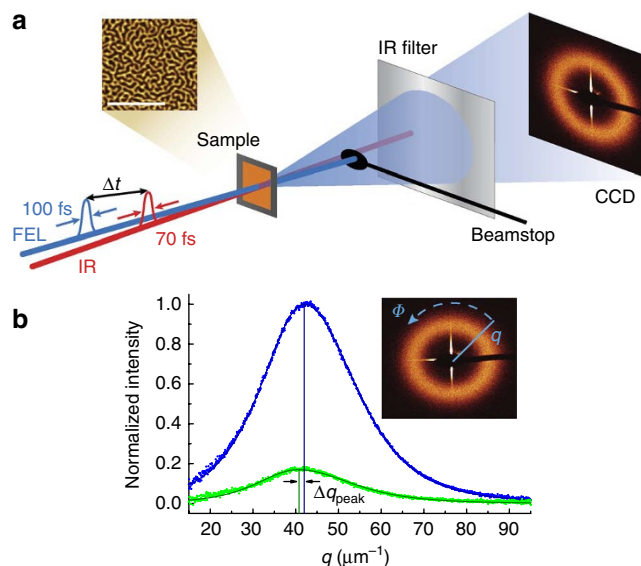 a
IR filter
Sample
Δt
100 fs
FEL
70 fs
IR
CCD
Beamstop
b
Normalized intensity
1.0
0.8
0.6
0.4
0.2
0.0
Φ
q
Δq_peak
20 30 40 50 60 70 80 90
q (μm⁻¹)